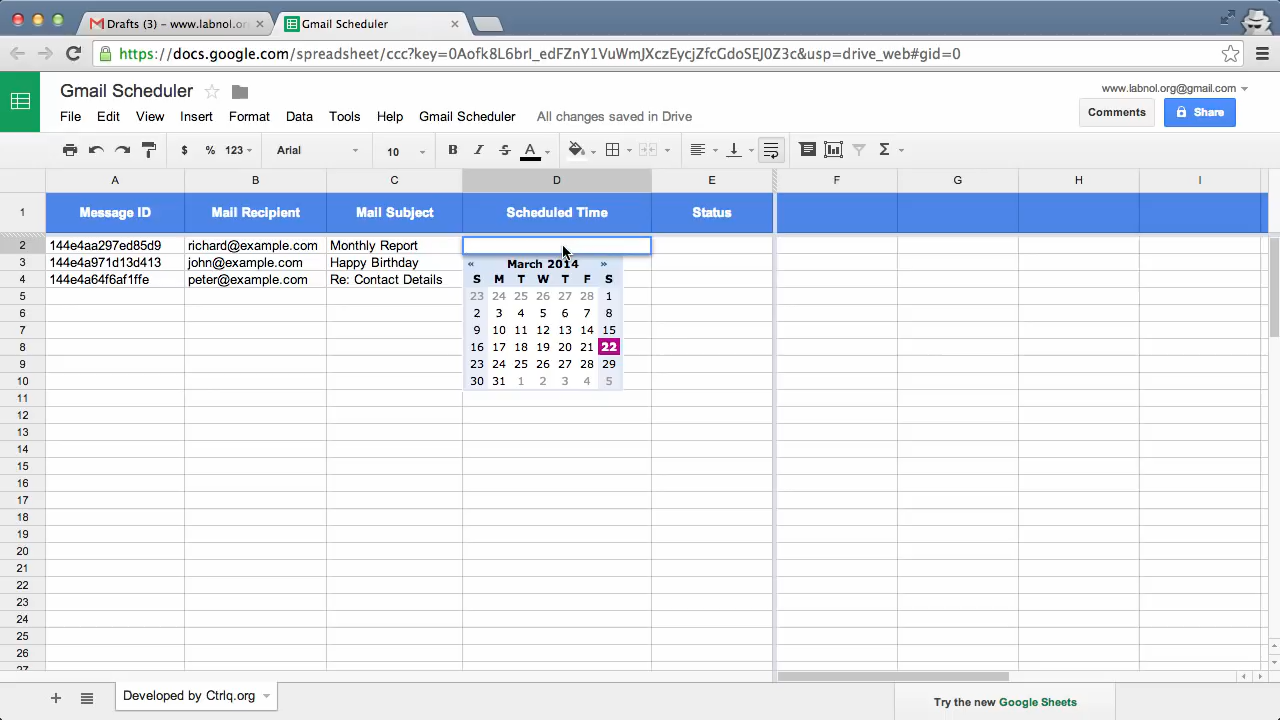 Drafts (3) - www.labnol.or
Gmail Scheduler
https://docs.google.com/spreadsheet/ccc?key=0Aofk8L6brI_edFZnY1VuWmJXczEycjZfcGdoSEJ0Z3c&usp=drive_web#gid=0
Gmail Scheduler
www.labnol.org@gmail.com
File Edit View Insert Format Data Tools Help Gmail Scheduler All changes saved in Drive
Comments Share
$ % 123 Arial 10 B I S A Σ
A B C D E F G H I
1 Message ID Mail Recipient Mail Subject Scheduled Time Status
2 144e4aa297ed85d9 richard@example.com Monthly Report
3 144e4a971d13d413 john@example.com Happy Birthday
4 144e4a64f6af1ffe peter@example.com Re: Contact Details
« March 2014 »
S M T W T F S
23 24 25 26 27 28 1
2 3 4 5 6 7 8
9 10 11 12 13 14 15
16 17 18 19 20 21 22
23 24 25 26 27 28 29
30 31 1 2 3 4 5
5
6
7
8
9
10
11
12
13
14
15
16
17
18
19
20
21
22
23
24
25
26
27
+ Developed by Ctrlq.org
Try the new Google Sheets